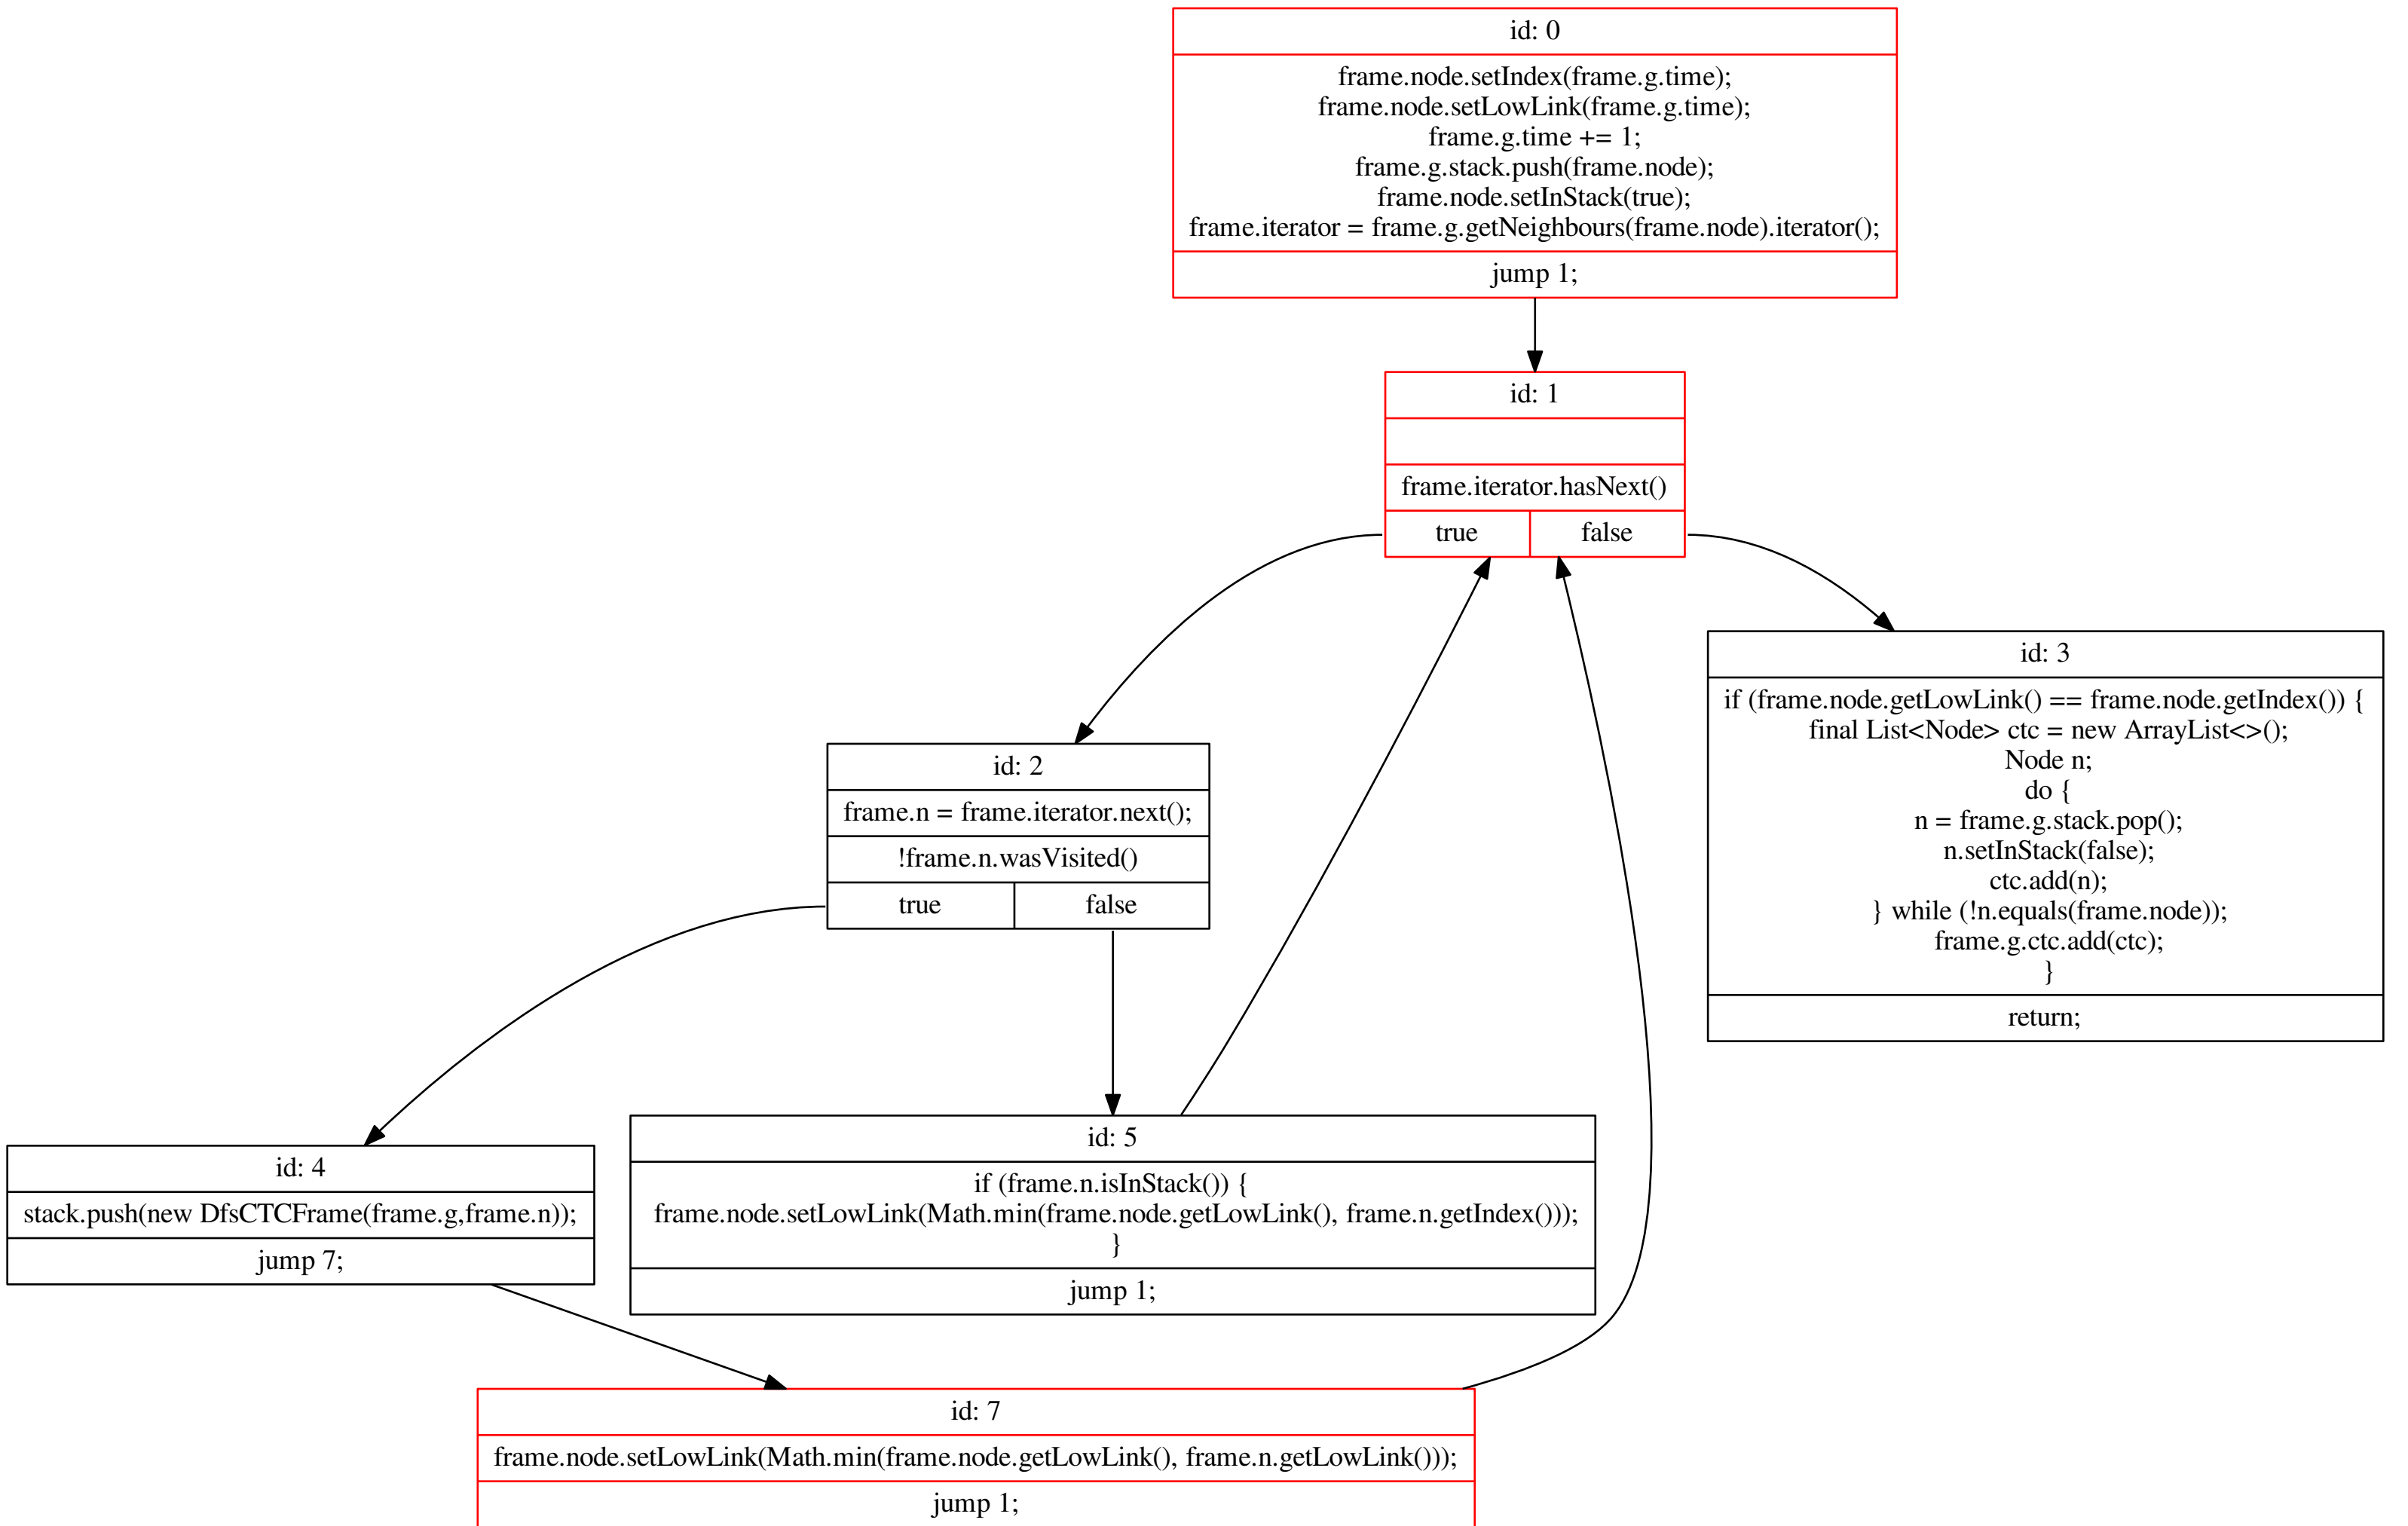 id: 0
frame.node.setIndex(frame.g.time);
frame.node.setLowLink(frame.g.time);
frame.g.time += 1;
frame.g.stack.push(frame.node);
frame.node.setInStack(true);
frame.iterator = frame.g.getNeighbours(frame.node).iterator();
jump 1;
id: 1
frame.iterator.hasNext()
true
false
id: 3
if (frame.node.getLowLink() == frame.node.getIndex()) {
final List<Node> ctc = new ArrayList<>();
Node n;
do {
n = frame.g.stack.pop();
n.setInStack(false);
ctc.add(n);
} while (!n.equals(frame.node));
frame.g.ctc.add(ctc);
}
return;
id: 2
frame.n = frame.iterator.next();
!frame.n.wasVisited()
true
false
id: 4
stack.push(new DfsCTCFrame(frame.g,frame.n));
jump 7;
id: 5
if (frame.n.isInStack()) {
frame.node.setLowLink(Math.min(frame.node.getLowLink(), frame.n.getIndex()));
}
jump 1;
id: 7
frame.node.setLowLink(Math.min(frame.node.getLowLink(), frame.n.getLowLink()));
jump 1;